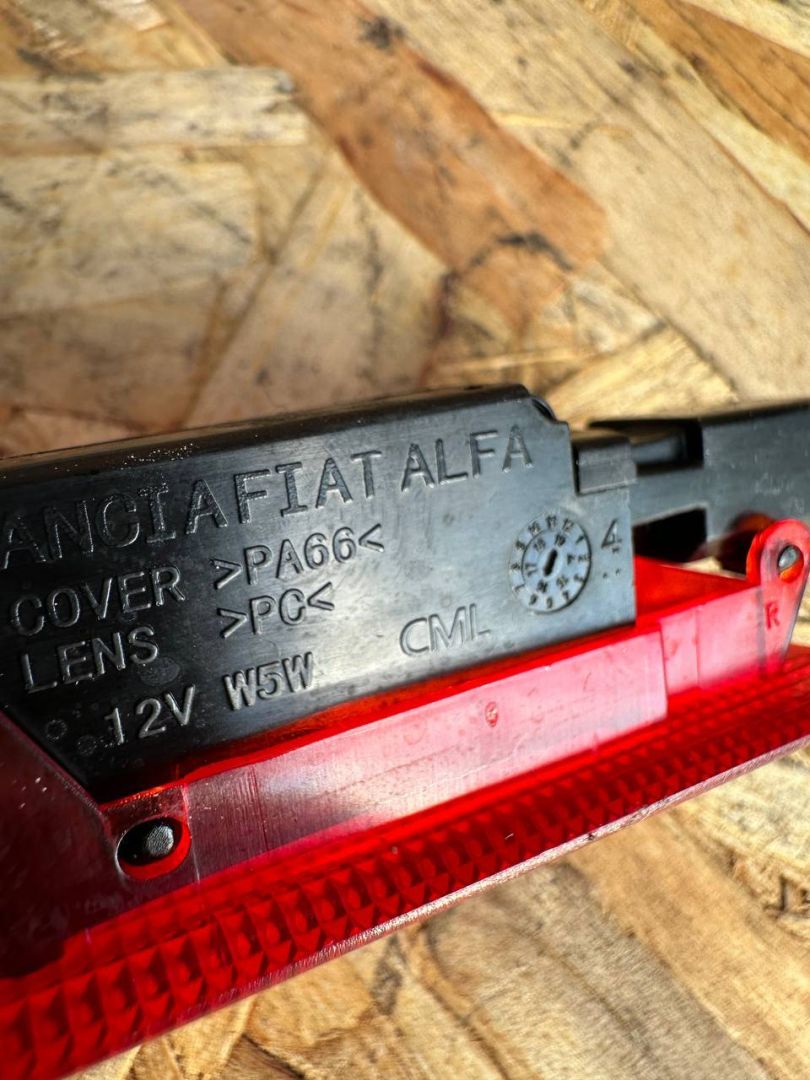 ANCIA FIAT ALFA
COVER >PA66<
LENS >PC<
12V W5W
CML
4
R